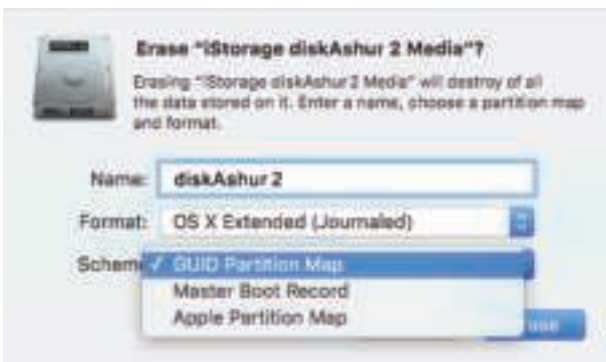 Erase "iStorage diskAshur 2 Media"?
Erasing "iStorage diskAshur 2 Media" will destroy of all
the data stored on it. Enter a name, choose a partition map
and format.
Name: diskAshur 2
Format: OS X Extended (Journaled)
Scheme ✓ GUID Partition Map
Master Boot Record
Apple Partition Map